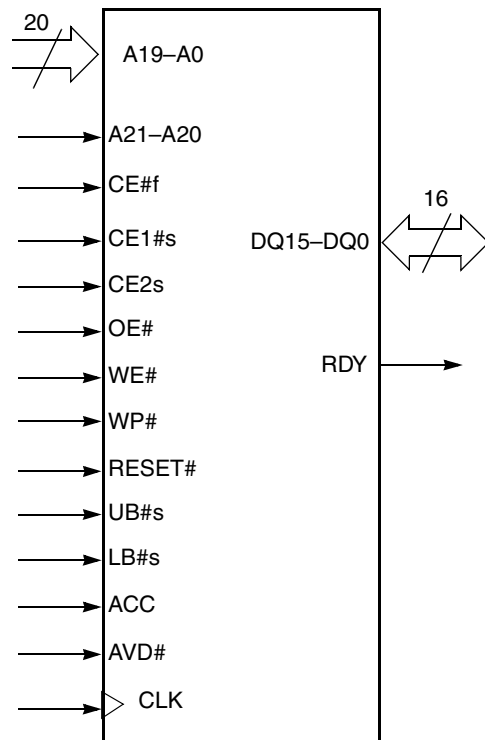 20
A19–A0
A21–A20
CE#f
CE1#s
CE2s
OE#
WE#
WP#
RESET#
UB#s
LB#s
ACC
AVD#
CLK
16
DQ15–DQ0
RDY